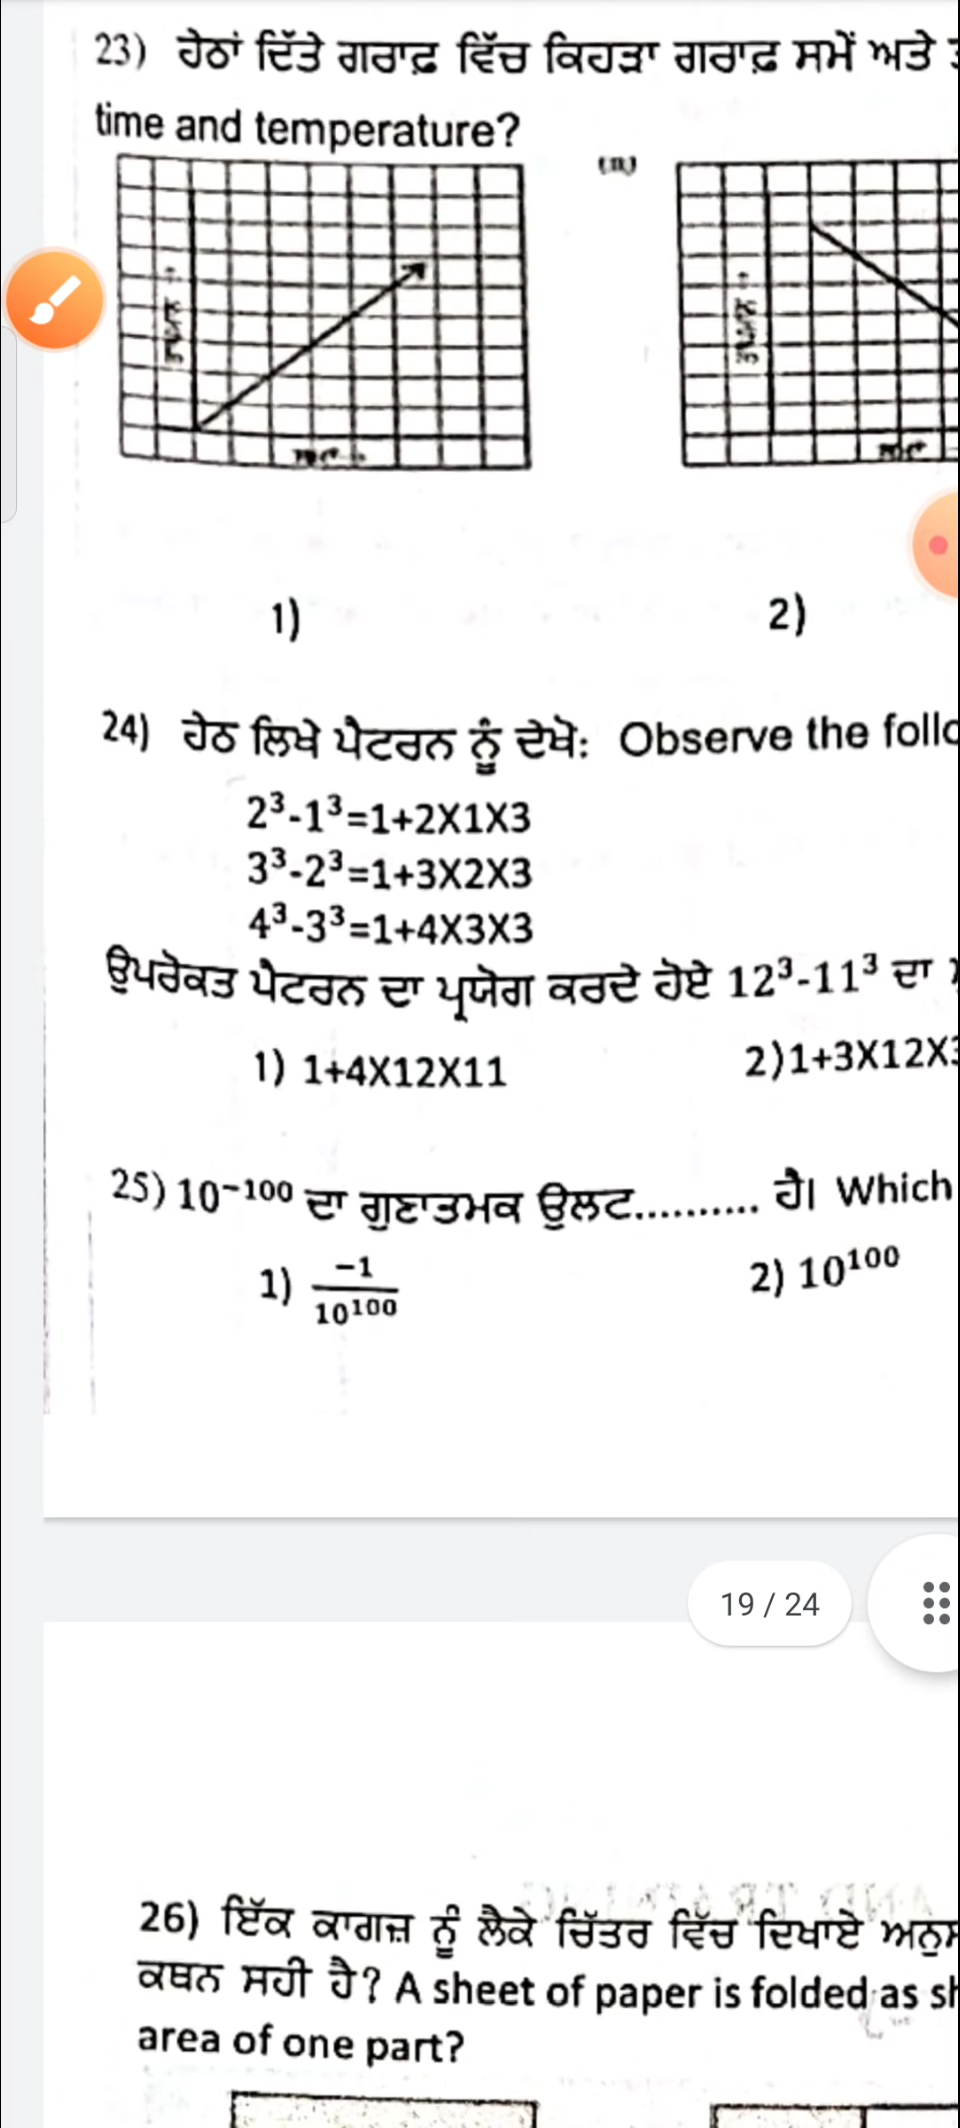 23) ਹੇਠਾਂ ਦਿੱਤੇ ਗਰਾਫ਼ ਵਿੱਚ ਕਿਹੜਾ ਗਰਾਫ਼ ਸਮੇਂ ਅਤੇ
time and temperature?
1) 2)
24) ਹੇਠ ਲਿਖੇ ਪੈਟਰਨ ਨੂੰ ਦੇਖੋ: Observe the follo
2³-1³=1+2X1X3
3³-2³=1+3X2X3
4³-3³=1+4X3X3
ਉਪਰੋਕਤ ਪੈਟਰਨ ਦਾ ਪ੍ਰਯੋਗ ਕਰਦੇ ਹੋਏ 12³-11³ ਦਾ
1) 1+4X12X11 2)1+3X12X3
25) 10⁻¹⁰⁰ ਦਾ ਗੁਣਾਤਮਕ ਉਲਟ.......... ਹੈ। Which
1) −1/10¹⁰⁰ 2) 10¹⁰⁰
19 / 24
26) ਇੱਕ ਕਾਗਜ਼ ਨੂੰ ਲੈਕੇ ਚਿੱਤਰ ਵਿੱਚ ਦਿਖਾਏ
ਕਥਨ ਸਹੀ ਹੈ? A sheet of paper is folded as sh
area of one part?